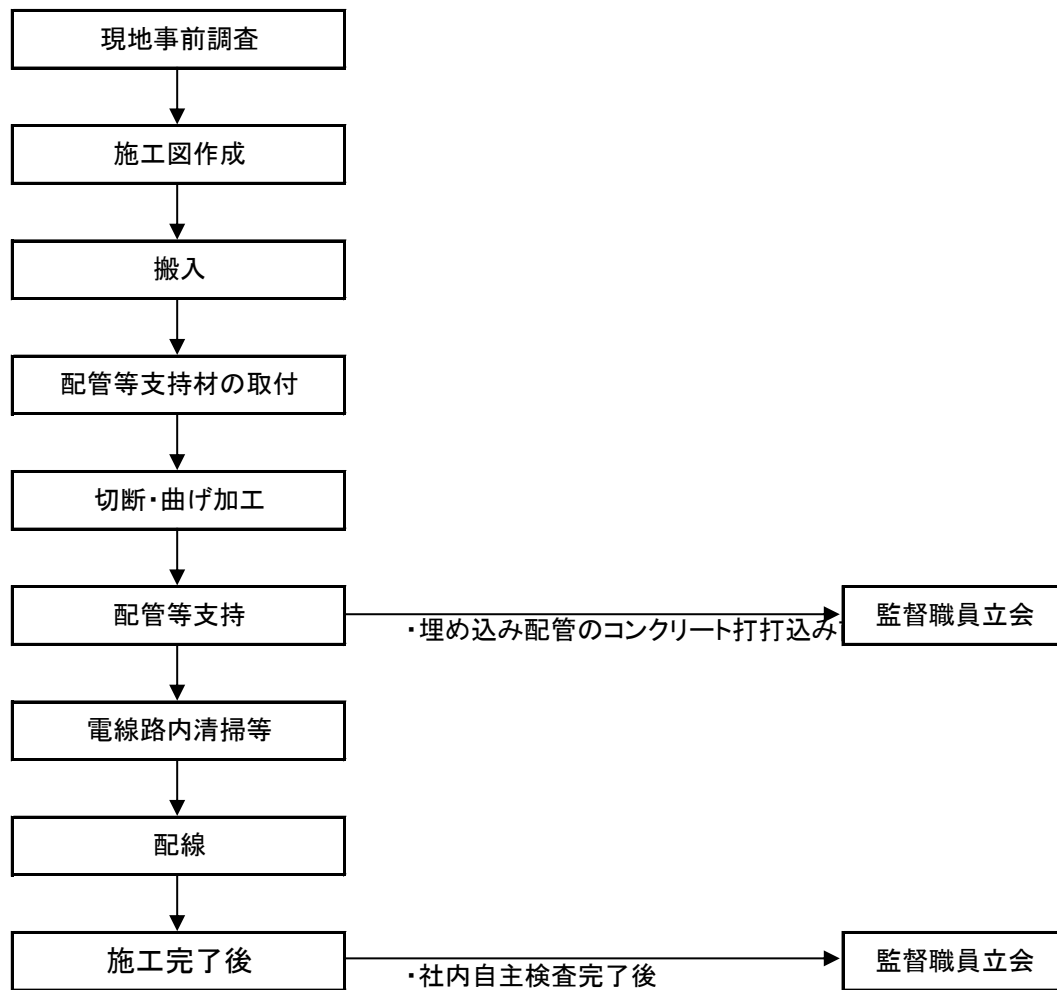 現地事前調査
施工図作成
搬入
配管等支持材の取付
切断・曲げ加工
配管等支持
・埋め込み配管のコンクリート打打込み
監督職員立会
電線路内清掃等
配線
施工完了後
・社内自主検査完了後
監督職員立会